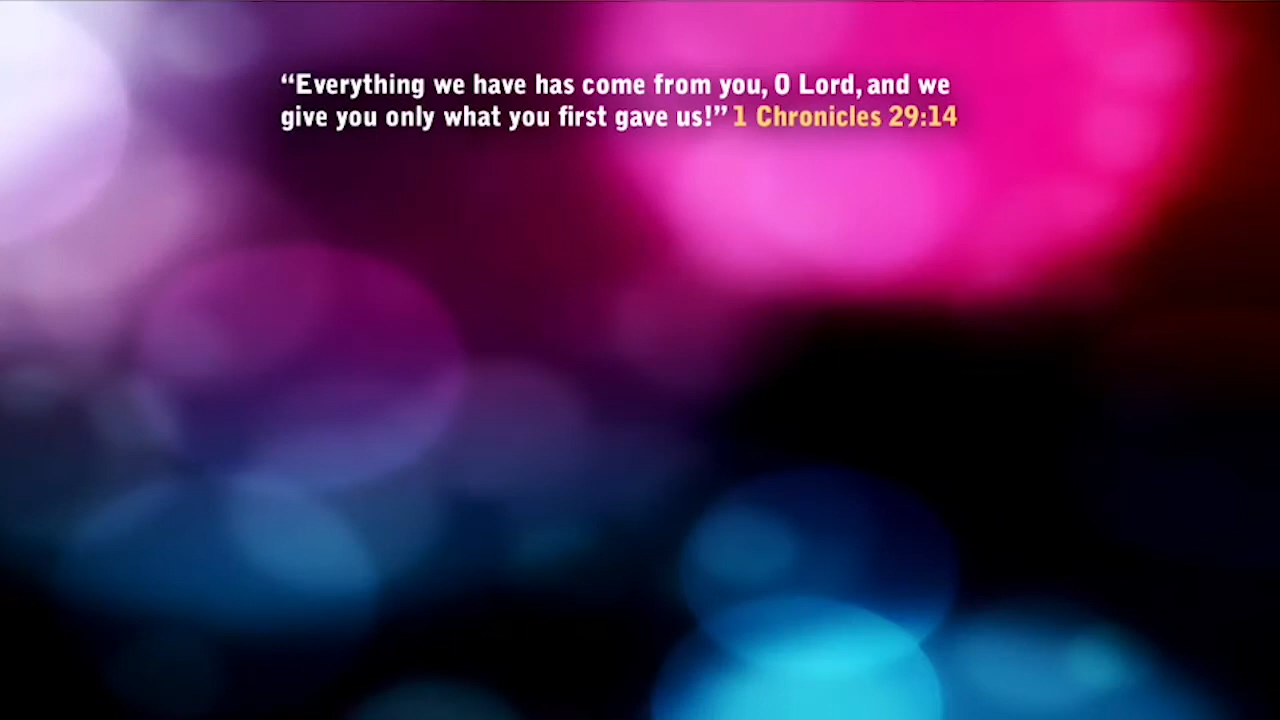 “Everything we have has come from you, O Lord, and we
give you only what you first gave us!” 1 Chronicles 29:14